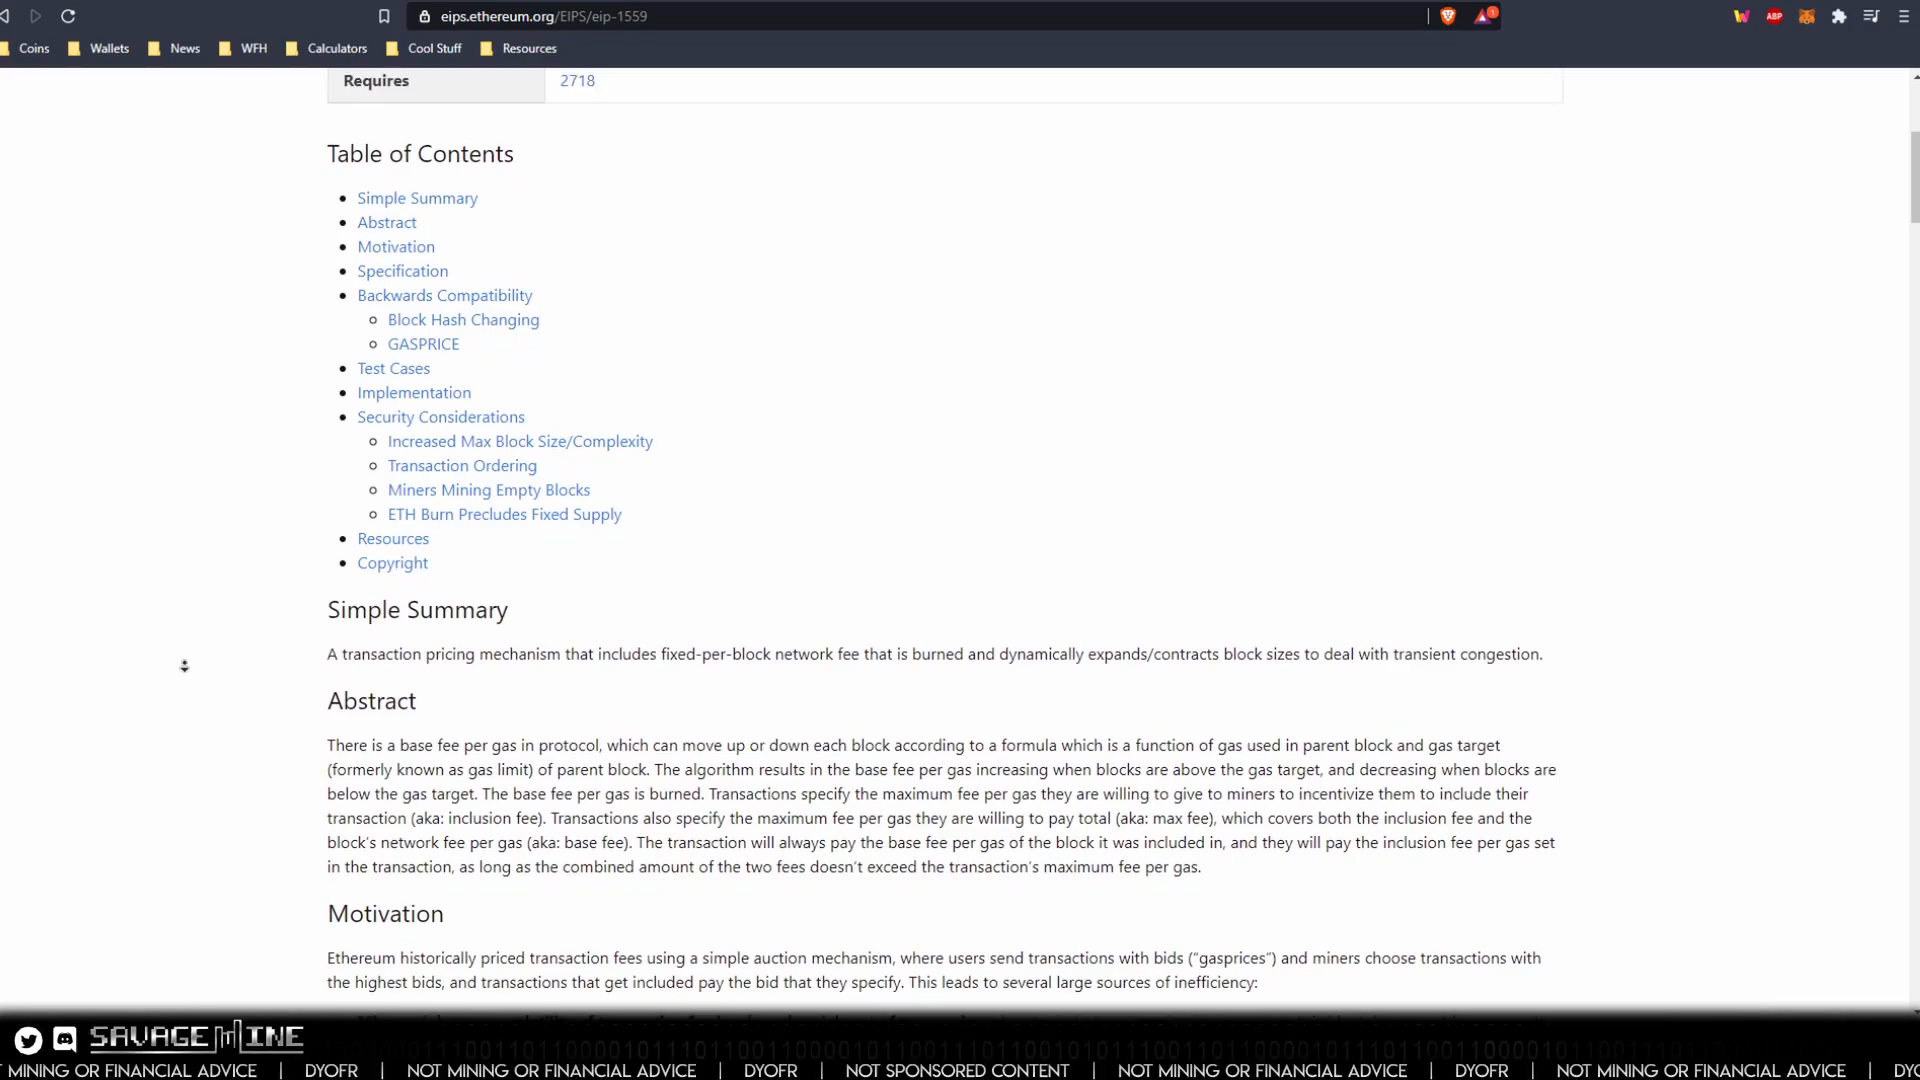 eips.ethereum.org/EIPS/eip-1559
1
ABP
Coins
Wallets
News
WFH
Calculators
Cool Stuff
Resources
Requires
2718
Table of Contents
Simple Summary
Abstract
Motivation
Specification
Backwards Compatibility
Block Hash Changing
GASPRICE
Test Cases
Implementation
Security Considerations
Increased Max Block Size/Complexity
Transaction Ordering
Miners Mining Empty Blocks
ETH Burn Precludes Fixed Supply
Resources
Copyright
Simple Summary
A transaction pricing mechanism that includes fixed-per-block network fee that is burned and dynamically expands/contracts block sizes to deal with transient congestion.
Abstract
There is a base fee per gas in protocol, which can move up or down each block according to a formula which is a function of gas used in parent block and gas target
(formerly known as gas limit) of parent block. The algorithm results in the base fee per gas increasing when blocks are above the gas target, and decreasing when blocks are
below the gas target. The base fee per gas is burned. Transactions specify the maximum fee per gas they are willing to give to miners to incentivize them to include their
transaction (aka: inclusion fee). Transactions also specify the maximum fee per gas they are willing to pay total (aka: max fee), which covers both the inclusion fee and the
block’s network fee per gas (aka: base fee). The transaction will always pay the base fee per gas of the block it was included in, and they will pay the inclusion fee per gas set
in the transaction, as long as the combined amount of the two fees doesn’t exceed the transaction’s maximum fee per gas.
Motivation
Ethereum historically priced transaction fees using a simple auction mechanism, where users send transactions with bids (“gasprices”) and miners choose transactions with
the highest bids, and transactions that get included pay the bid that they specify. This leads to several large sources of inefficiency:
SAVAGE MINE
T MINING OR FINANCIAL ADVICE | DYOFR | NOT MINING OR FINANCIAL ADVICE | DYOFR | NOT SPONSORED CONTENT | NOT MINING OR FINANCIAL ADVICE | DYOFR | NOT MINING OR FINANCIAL ADVICE | DYO